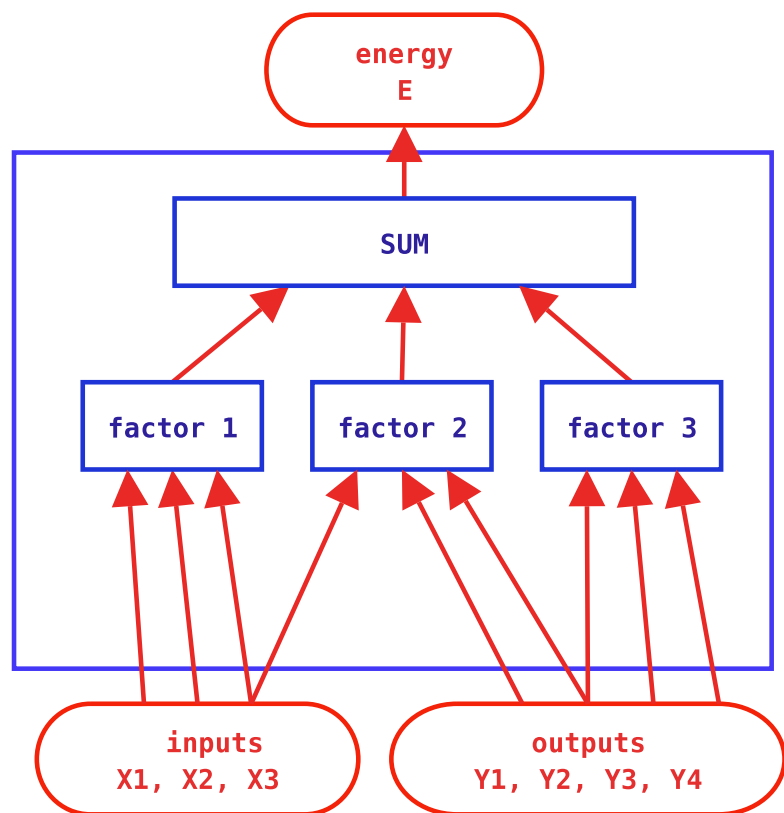 energy
E
SUM
factor 1
factor 2
factor 3
inputs
X1, X2, X3
outputs
Y1, Y2, Y3, Y4